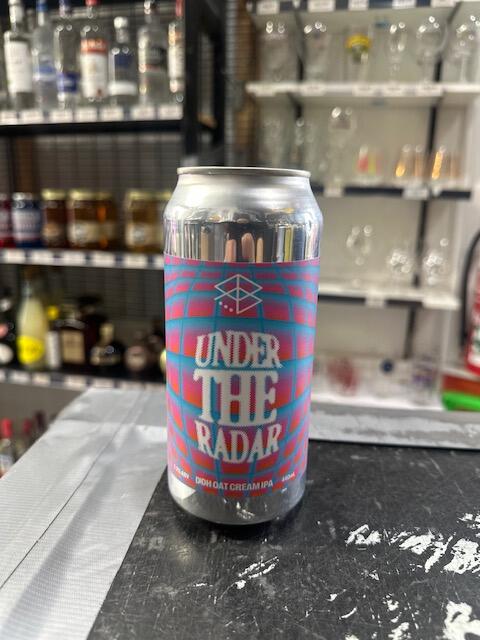 UNDER
THE
RADAR
DDH OAT CREAM IPA